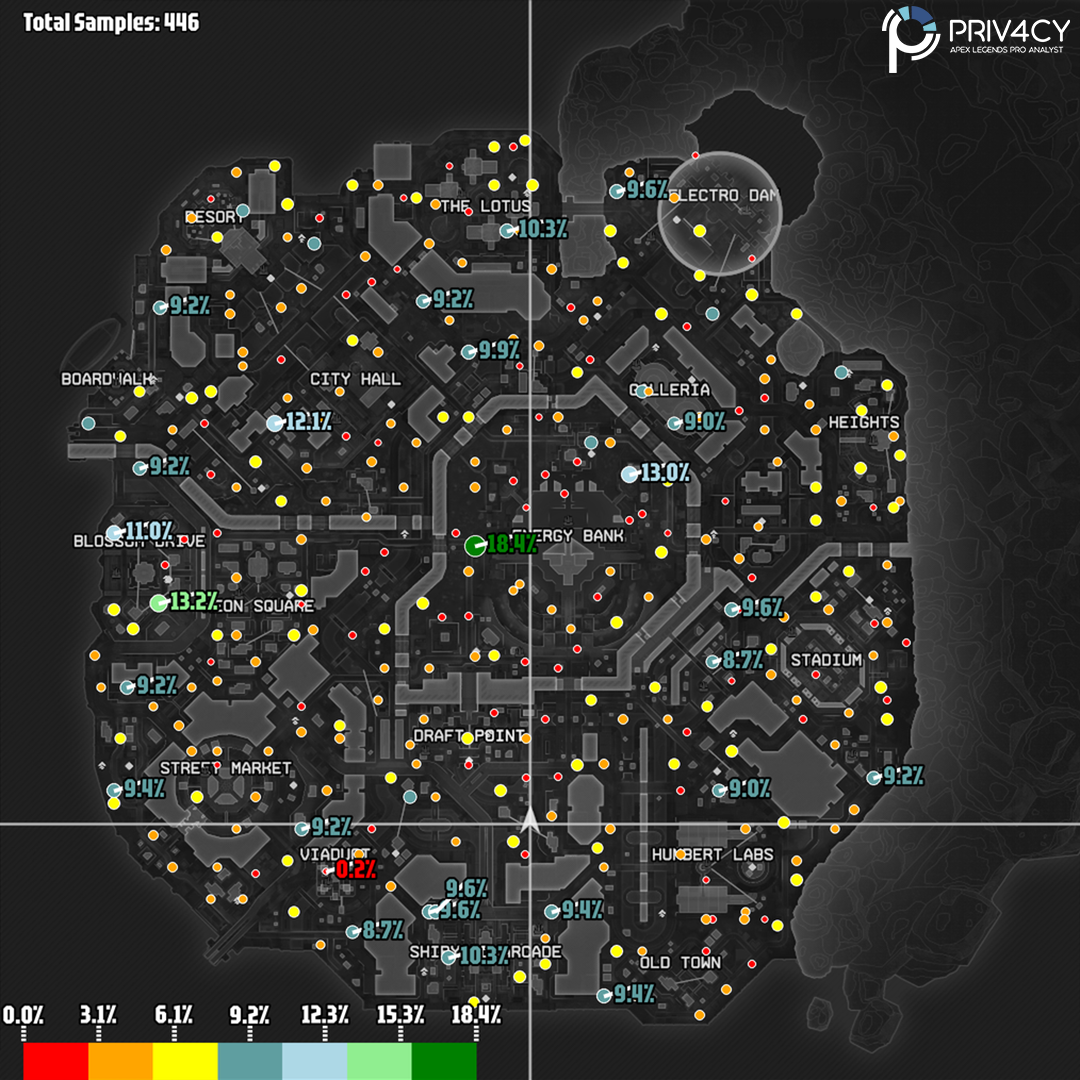 Total Samples: 446
PRIV4CY
APEX LEGENDS PRO ANALYST
9.6%
ELECTRO DAM
THE LOTUS
RESORT
10.3%
9.2%
9.2%
9.9%
BOARDWALK
CITY HALL
GALLERIA
12.1%
9.0%
HEIGHTS
9.2%
13.0%
11.0%
BLOSSOM DRIVE
ENERGY BANK
18.4%
13.2%
ON SQUARE
9.6%
8.7%
STADIUM
9.2%
DRAFT POINT
STREET MARKET
9.4%
9.0%
9.2%
9.2%
VIADUCT
0.2%
HUMBERT LABS
9.6%
9.6%
9.4%
8.7%
10.3%
ARCADE
OLD TOWN
9.4%
0.0% 3.1% 6.1% 9.2% 12.3% 15.3% 18.4%